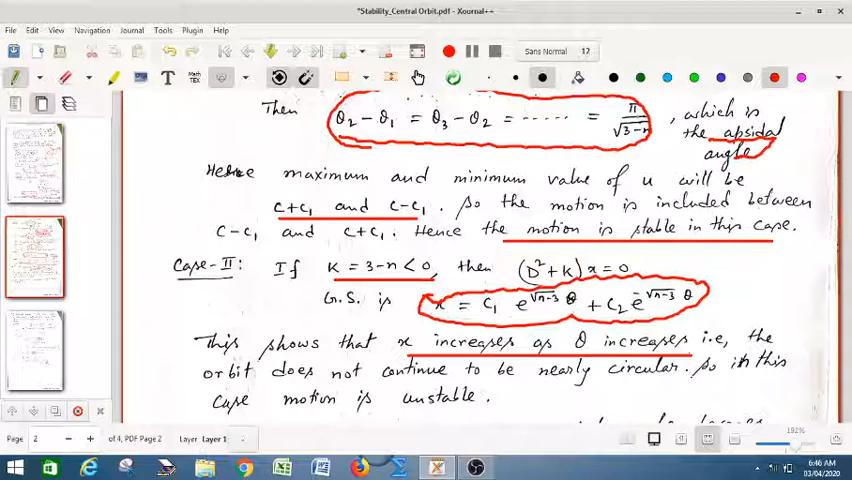 *Stability_Central Orbit.xopp - Xournal++
File Edit View Navigation Journal Tools Plugin Help
Sans Normal 12
T MATH TEX
Then θ₂ - θ₁ = θ₃ - θ₂ = ...... = π/√(3-n) , which is
the apsidal
angle
Hence maximum and minimum value of u will be
c+c₁ and c-c₁. So the motion is included between
c-c₁ and c+c₁. Hence the motion is stable in this case.
Case-II: If K = 3-n < 0, then (D²+K)x = 0
G.S. is x = C₁ e^(√(n-3) θ) + C₂ e^(-√(n-3) θ)
This shows that x increases as θ increases i.e, the
orbit does not continue to be nearly circular. So in this
case motion is unstable.
Page 2 of 4, PDF Page 2 Layer Layer 1 192%
6:46 AM
03/04/2020